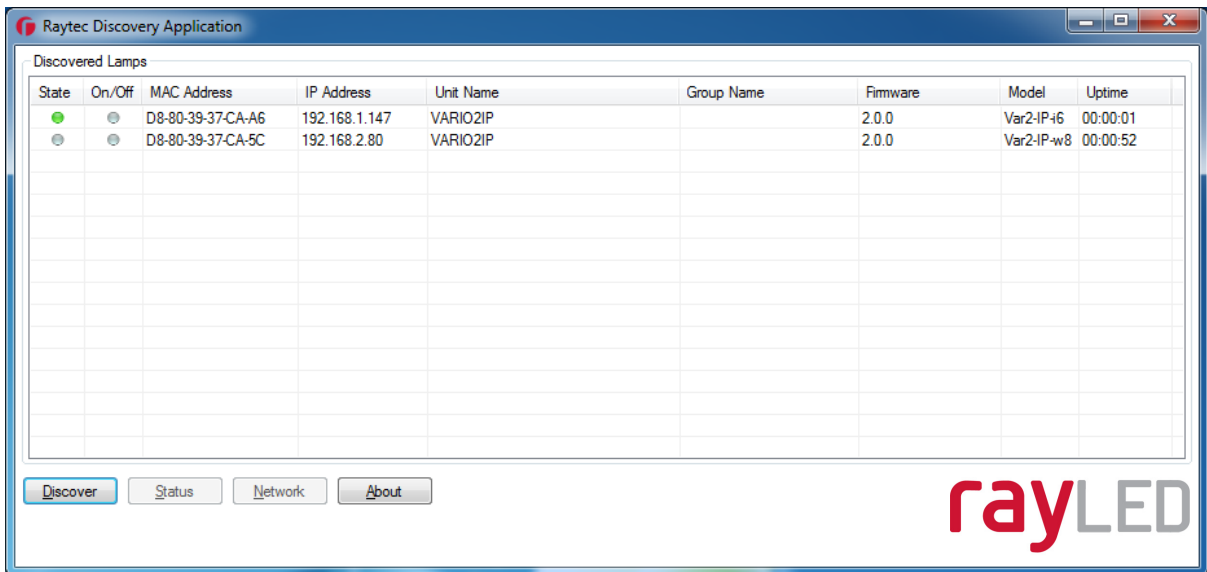 Raytec Discovery Application
Discovered Lamps
State On/Off MAC Address IP Address Unit Name Group Name Firmware Model Uptime
D8-80-39-37-CA-A6 192.168.1.147 VARIO2IP 2.0.0 Var2-IP-i6 00:00:01
D8-80-39-37-CA-5C 192.168.2.80 VARIO2IP 2.0.0 Var2-IP-w8 00:00:52
Discover Status Network About
rayLED